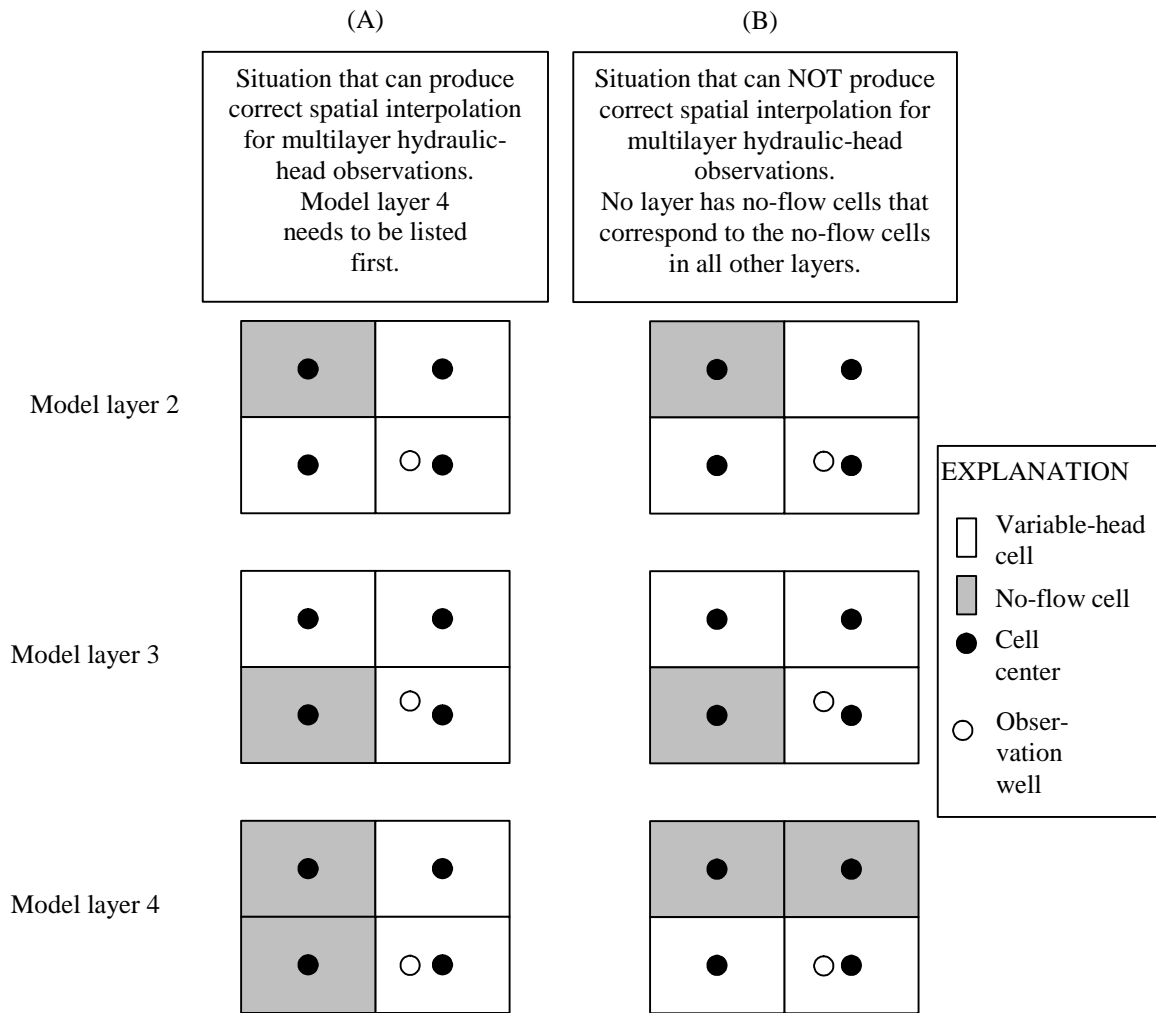 (A)
(B)
Situation that can produce
correct spatial interpolation
for multilayer hydraulic-
head observations.
Model layer 4
needs to be listed
first.
Situation that can NOT produce
correct spatial interpolation for
multilayer hydraulic-head
observations.
No layer has no-flow cells that
correspond to the no-flow cells
in all other layers.
Model layer 2
Model layer 3
Model layer 4
EXPLANATION
Variable-head
cell
No-flow cell
Cell
center
Obser-
vation
well